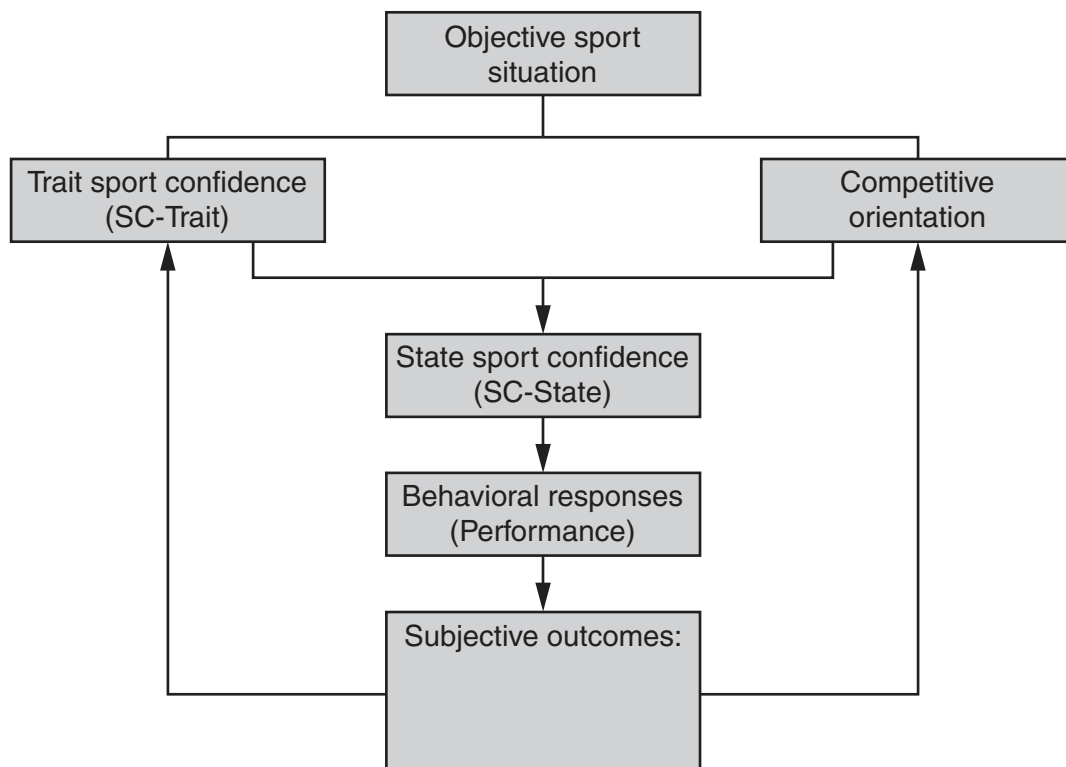 Objective sport
situation
Trait sport confidence
(SC-Trait)
Competitive
orientation
State sport confidence
(SC-State)
Behavioral responses
(Performance)
Subjective outcomes: